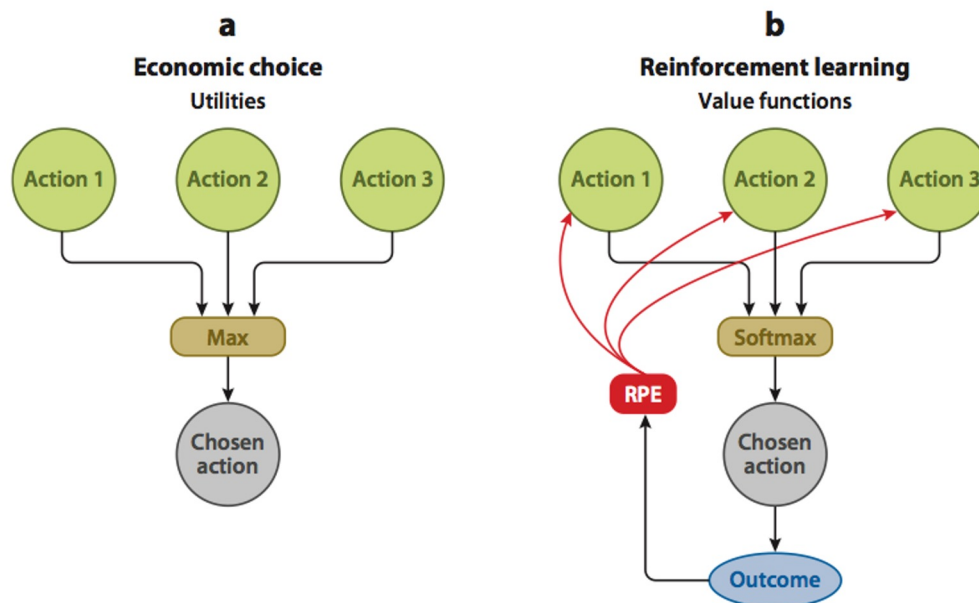 a
Economic choice
Utilities
Action 1
Action 2
Action 3
Max
Chosen
action
b
Reinforcement learning
Value functions
Action 1
Action 2
Action 3
Softmax
RPE
Chosen
action
Outcome